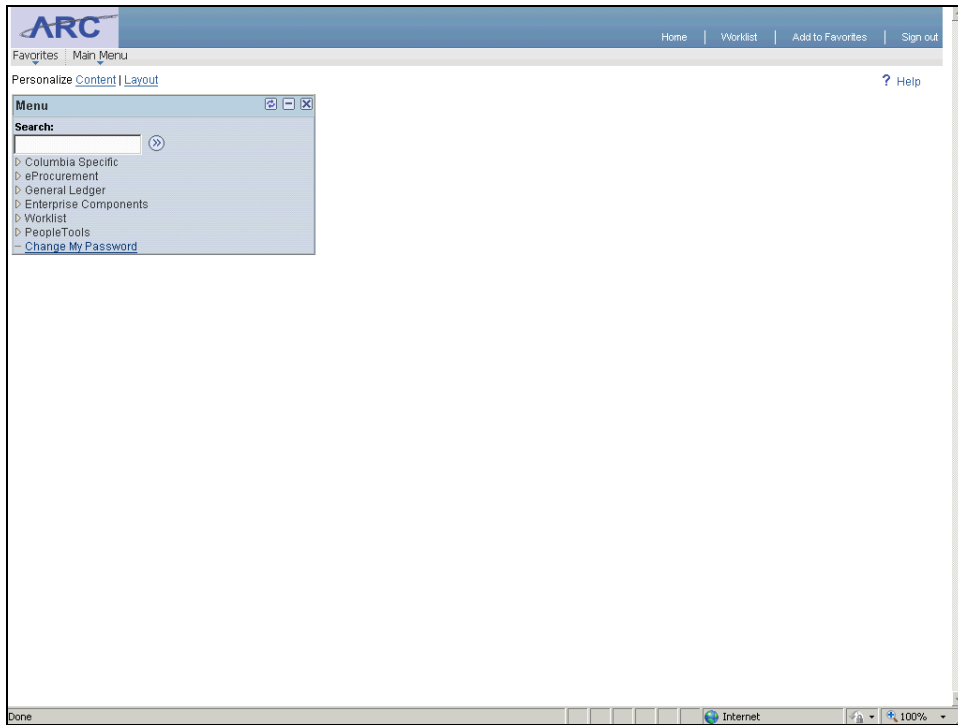 ARC
Home | Worklist | Add to Favorites | Sign out
Favorites Main Menu
Personalize Content | Layout
? Help
Menu
Search:
Columbia Specific
eProcurement
General Ledger
Enterprise Components
Worklist
PeopleTools
Change My Password
Done Internet 100%